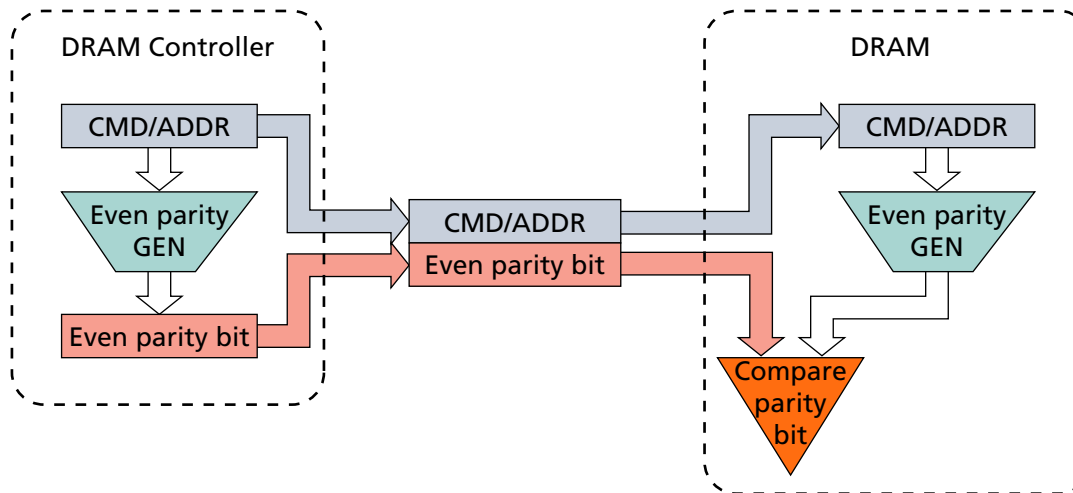 DRAM Controller
CMD/ADDR
Even parity
GEN
Even parity bit
CMD/ADDR
Even parity bit
DRAM
CMD/ADDR
Even parity
GEN
Compare
parity
bit